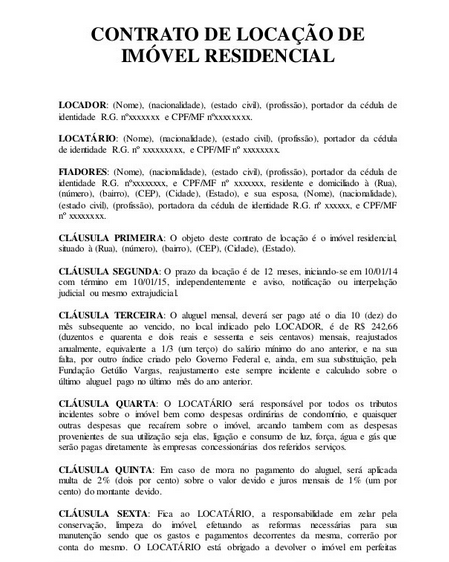 CONTRATO DE LOCAÇÃO DE
IMÓVEL RESIDENCIAL
LOCADOR: (Nome), (nacionalidade), (estado civil), (profissão), portador da cédula de
identidade R.G. nºxxxxxxx e CPF/MF nºxxxxxxxx.
LOCATÁRIO: (Nome), (nacionalidade), (estado civil), (profissão), portador da cédula
de identidade R.G. nº xxxxxxxxx, e CPF/MF nº xxxxxxxx.
FIADORES: (Nome), (nacionalidade), (estado civil), (profissão), portador da cédula de
identidade R.G. nºxxxxxxxx, e CPF/MF nº xxxxxxx, residente e domiciliado à (Rua),
(número), (bairro), (CEP), (Cidade), (Estado), e sua esposa, (Nome), (nacionalidade),
(estado civil), (profissão), portadora da cédula de identidade R.G. nº xxxxxx, e CPF/MF
nº xxxxxxxx.
CLÁUSULA PRIMEIRA: O objeto deste contrato de locação é o imóvel residencial,
situado à (Rua), (número), (bairro), (CEP), (Cidade), (Estado).
CLÁUSULA SEGUNDA: O prazo da locação é de 12 meses, iniciando-se em 10/01/14
com término em 10/01/15, independentemente e aviso, notificação ou interpelação
judicial ou mesmo extrajudicial.
CLÁUSULA TERCEIRA: O aluguel mensal, deverá ser pago até o dia 10 (dez) do
mês subsequente ao vencido, no local indicado pelo LOCADOR, é de R$ 242,66
(duzentos e quarenta e dois reais e sessenta e seis centavos) mensais, reajustados
anualmente, equivalente a 1/3 (um terço) do salário mínimo do ano anterior, e na sua
falta, por outro índice criado pelo Governo Federal e, ainda, em sua substituição, pela
Fundação Getúlio Vargas, reajustamento este sempre incidente e calculado sobre o
último aluguel pago no último mês do ano anterior.
CLÁUSULA QUARTA: O LOCATÁRIO será responsável por todos os tributos
incidentes sobre o imóvel bem como despesas ordinárias de condomínio, e quaisquer
outras despesas que recaírem sobre o imóvel, arcando tambem com as despesas
provenientes de sua utilização seja elas, ligação e consumo de luz, força, água e gás que
serão pagas diretamente às empresas concessionárias dos referidos serviços.
CLÁUSULA QUINTA: Em caso de mora no pagamento do aluguel, será aplicada
multa de 2% (dois por cento) sobre o valor devido e juros mensais de 1% (um por
cento) do montante devido.
CLÁUSULA SEXTA: Fica ao LOCATÁRIO, a responsabilidade em zelar pela
conservação, limpeza do imóvel, efetuando as reformas necessárias para sua
manutenção sendo que os gastos e pagamentos decorrentes da mesma, correrão por
conta do mesmo. O LOCATÁRIO está obrigado a devolver o imóvel em perfeitas